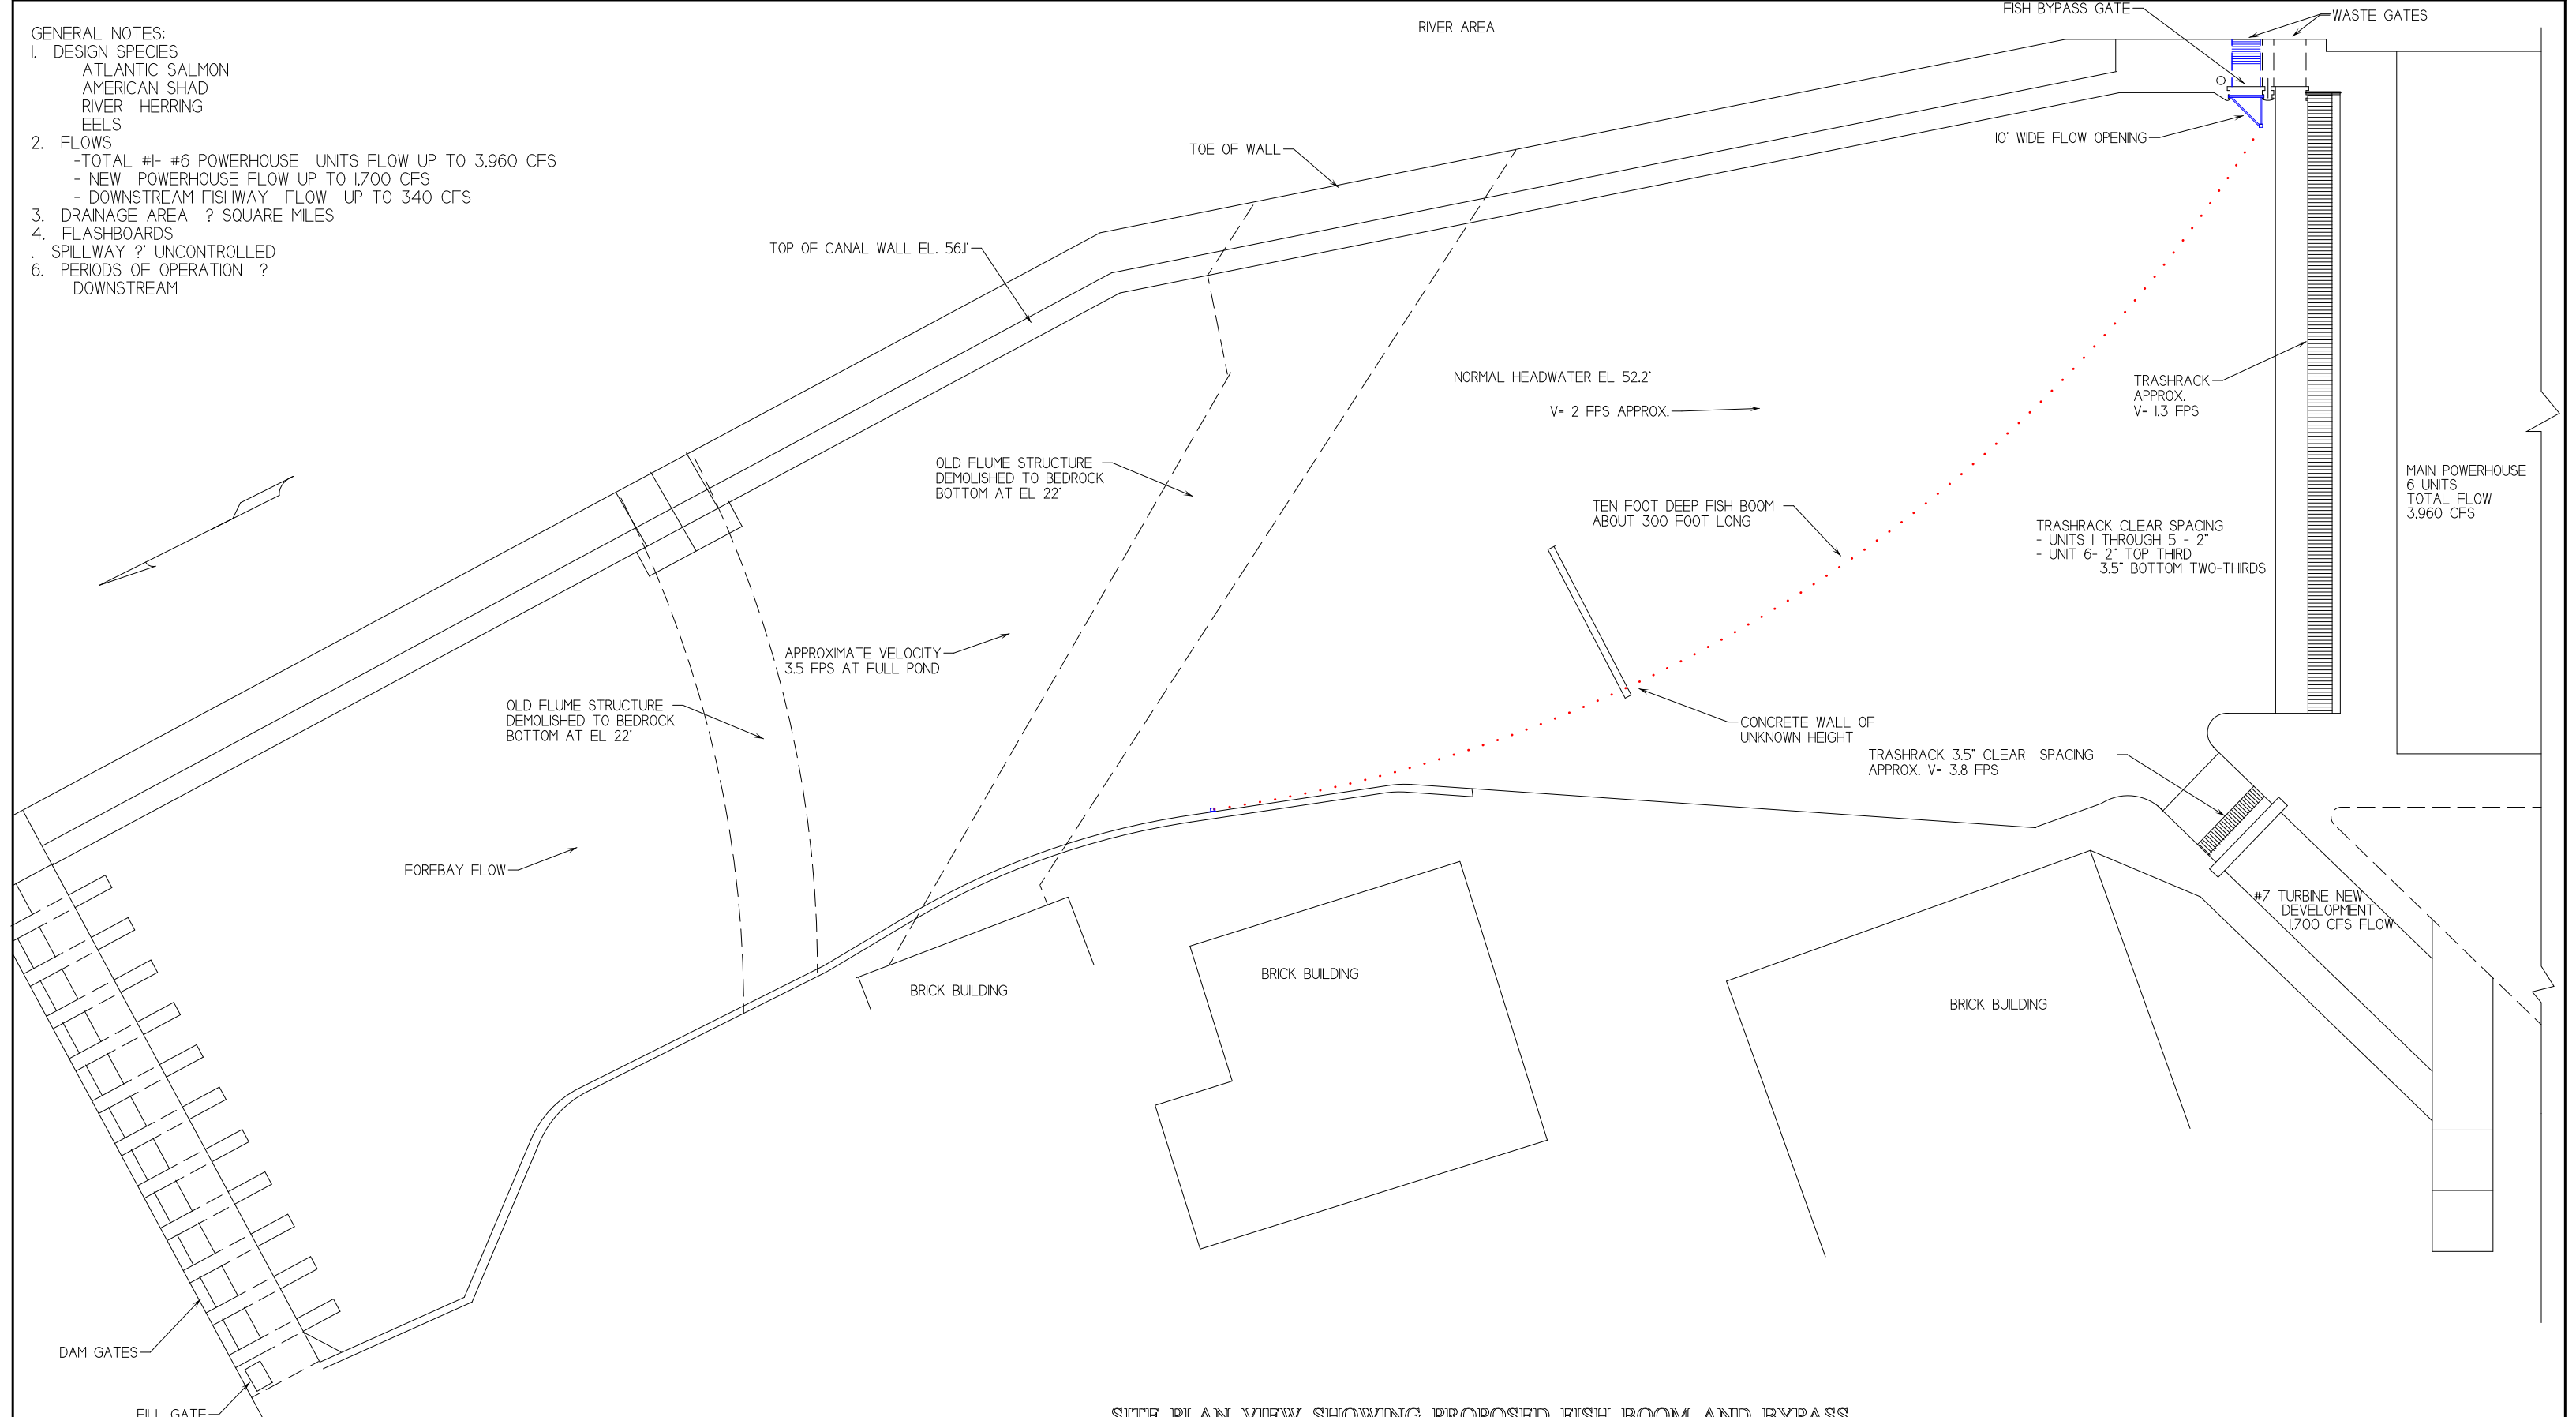 GENERAL NOTES:
1. DESIGN SPECIES
ATLANTIC SALMON
AMERICAN SHAD
RIVER HERRING
EELS
2. FLOWS
-TOTAL #1- #6 POWERHOUSE UNITS FLOW UP TO 3,960 CFS
- NEW POWERHOUSE FLOW UP TO 1,700 CFS
- DOWNSTREAM FISHWAY FLOW UP TO 340 CFS
3. DRAINAGE AREA ? SQUARE MILES
4. FLASHBOARDS
. SPILLWAY ?' UNCONTROLLED
6. PERIODS OF OPERATION ?
DOWNSTREAM
RIVER AREA
FISH BYPASS GATE
WASTE GATES
10' WIDE FLOW OPENING
TOE OF WALL
TOP OF CANAL WALL EL. 56.1'
NORMAL HEADWATER EL 52.2'
V= 2 FPS APPROX.
TRASHRACK
APPROX.
V= 1.3 FPS
OLD FLUME STRUCTURE
DEMOLISHED TO BEDROCK
BOTTOM AT EL 22'
MAIN POWERHOUSE
6 UNITS
TOTAL FLOW
3,960 CFS
TEN FOOT DEEP FISH BOOM
ABOUT 300 FOOT LONG
TRASHRACK CLEAR SPACING
- UNITS 1 THROUGH 5 - 2"
- UNIT 6- 2" TOP THIRD
3.5" BOTTOM TWO-THIRDS
APPROXIMATE VELOCITY
3.5 FPS AT FULL POND
OLD FLUME STRUCTURE
DEMOLISHED TO BEDROCK
BOTTOM AT EL 22'
CONCRETE WALL OF
UNKNOWN HEIGHT
TRASHRACK 3.5" CLEAR SPACING
APPROX. V= 3.8 FPS
FOREBAY FLOW
#7 TURBINE NEW
DEVELOPMENT
1,700 CFS FLOW
BRICK BUILDING
BRICK BUILDING
BRICK BUILDING
DAM GATES
FILL GATE
SITE PLAN VIEW SHOWING PROPOSED FISH BOOM AND BYPASS